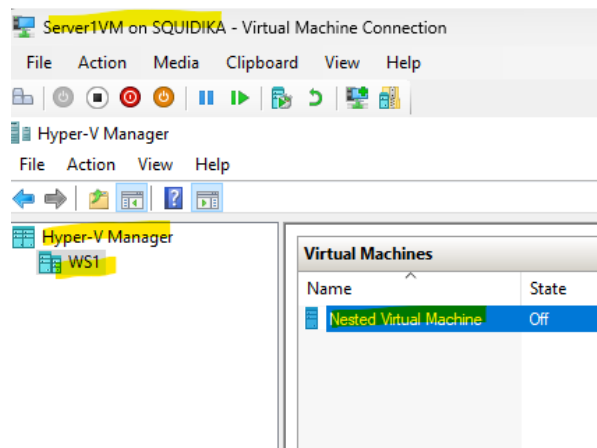 Server1VM on SQUIDIKA - Virtual Machine Connection
File Action Media Clipboard View Help
Hyper-V Manager
File Action View Help
Hyper-V Manager
WS1
Virtual Machines
Name State
Nested Virtual Machine Off